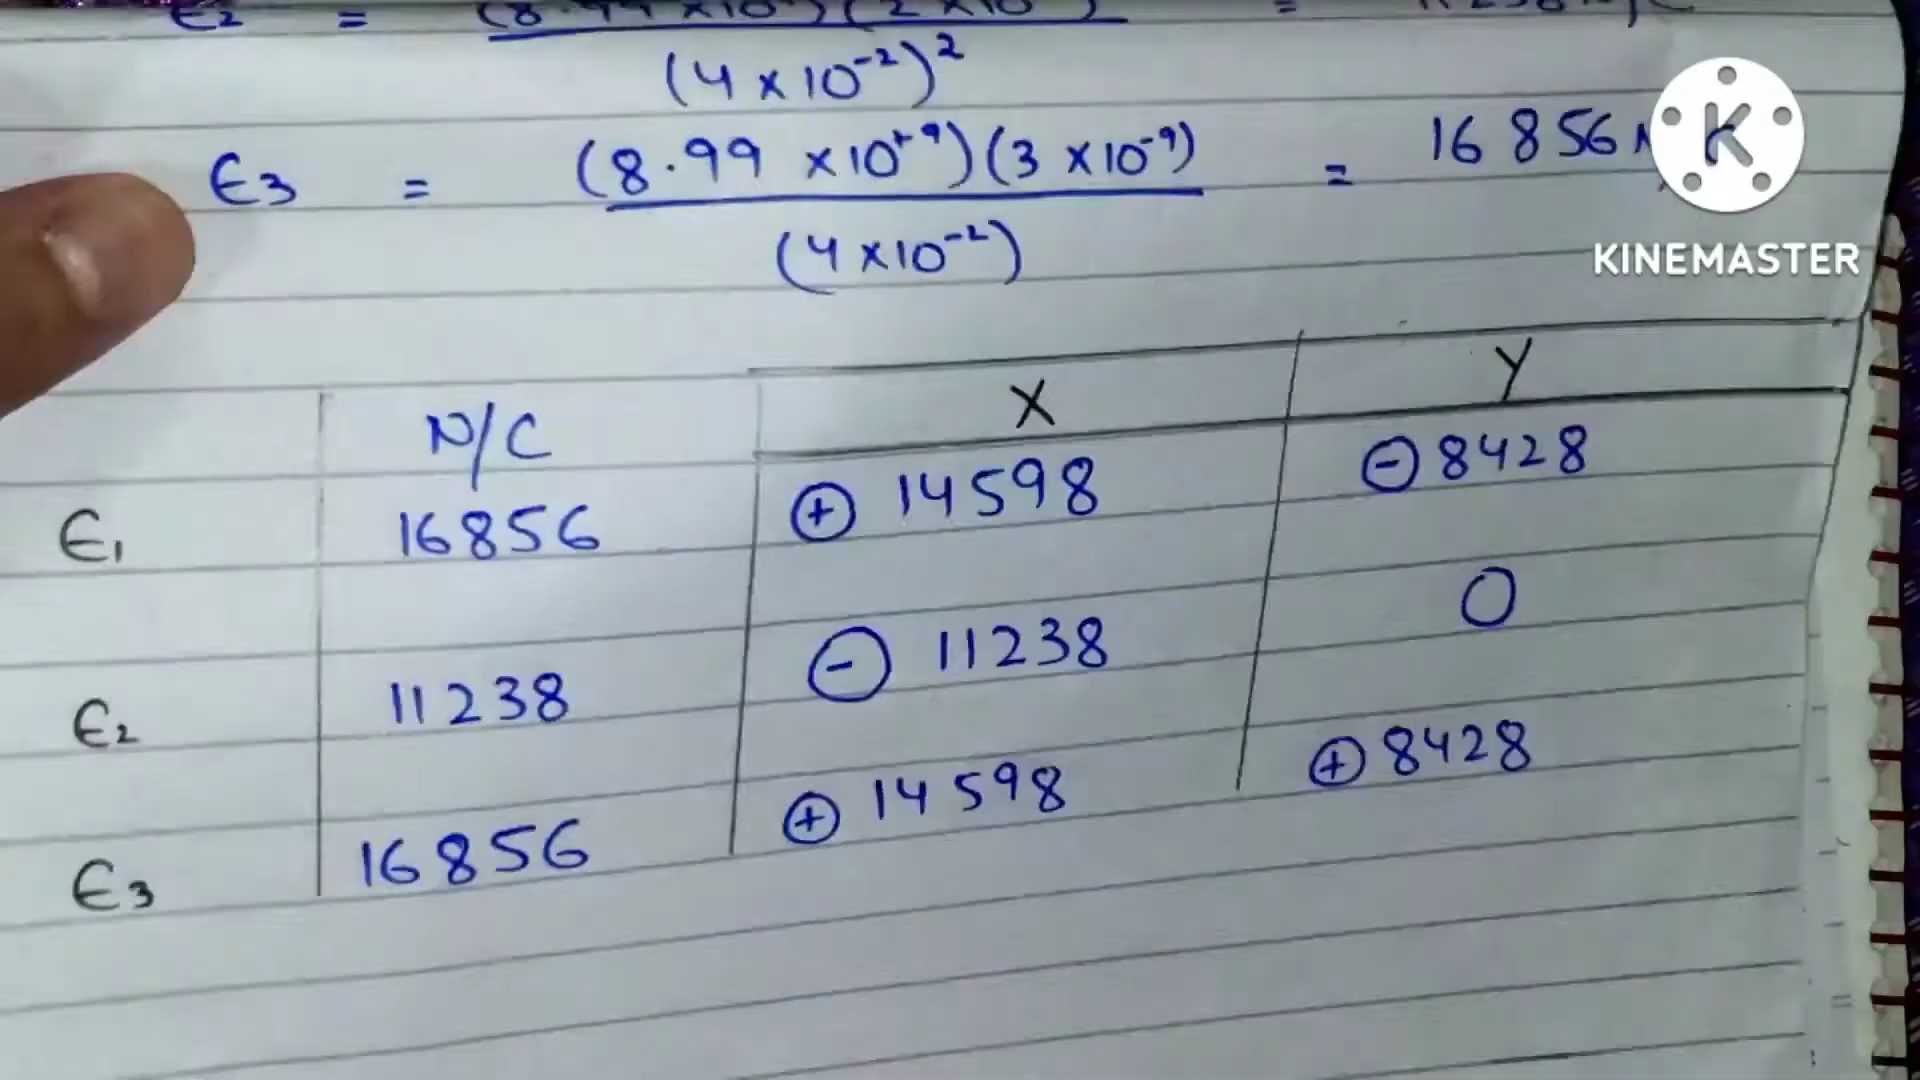 E2 =
(4 × 10⁻²)²
E3 = (8.99 × 10⁺⁹)(3 × 10⁻⁹) = 16856 N
(4 × 10⁻²)
KINEMASTER
N/C X Y
E1 16856 ⊕ 14598 ⊖ 8428
E2 11238 ⊖ 11238 0
E3 16856 ⊕ 14598 ⊕ 8428